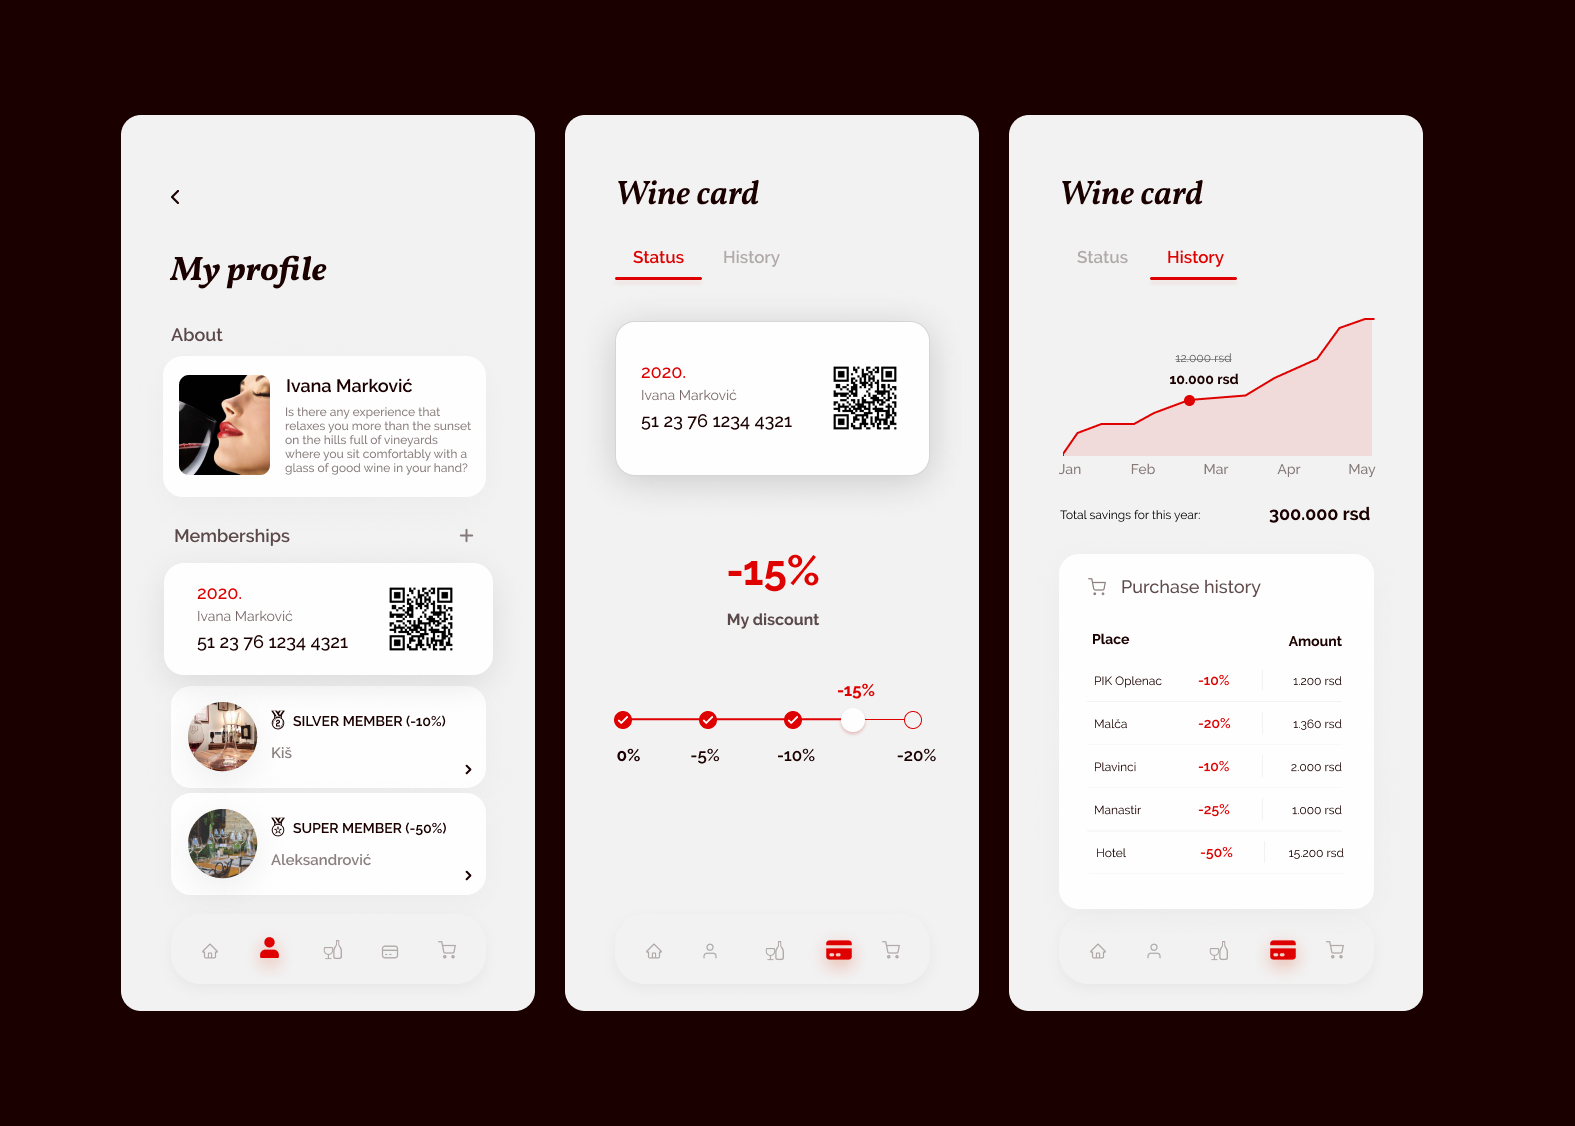 My profile
About
Ivana Marković
Is there any experience that
relaxes you more than the sunset
on the hills full of vineyards
where you sit comfortably with a
glass of good wine in your hand?
Memberships
2020.
Ivana Marković
51 23 76 1234 4321
2
SILVER MEMBER (-10%)
Kiš
SUPER MEMBER (-50%)
Aleksandrović
Wine card
Status
History
2020.
Ivana Marković
51 23 76 1234 4321
-15%
My discount
-15%
0%
-5%
-10%
-20%
Wine card
Status
History
12.000 rsd
10.000 rsd
Jan Feb Mar Apr May
Total savings for this year: 300.000 rsd
Purchase history
Place Amount
PIK Oplenac -10% 1.200 rsd
Malča -20% 1.360 rsd
Plavinci -10% 2.000 rsd
Manastir -25% 1.000 rsd
Hotel -50% 15.200 rsd